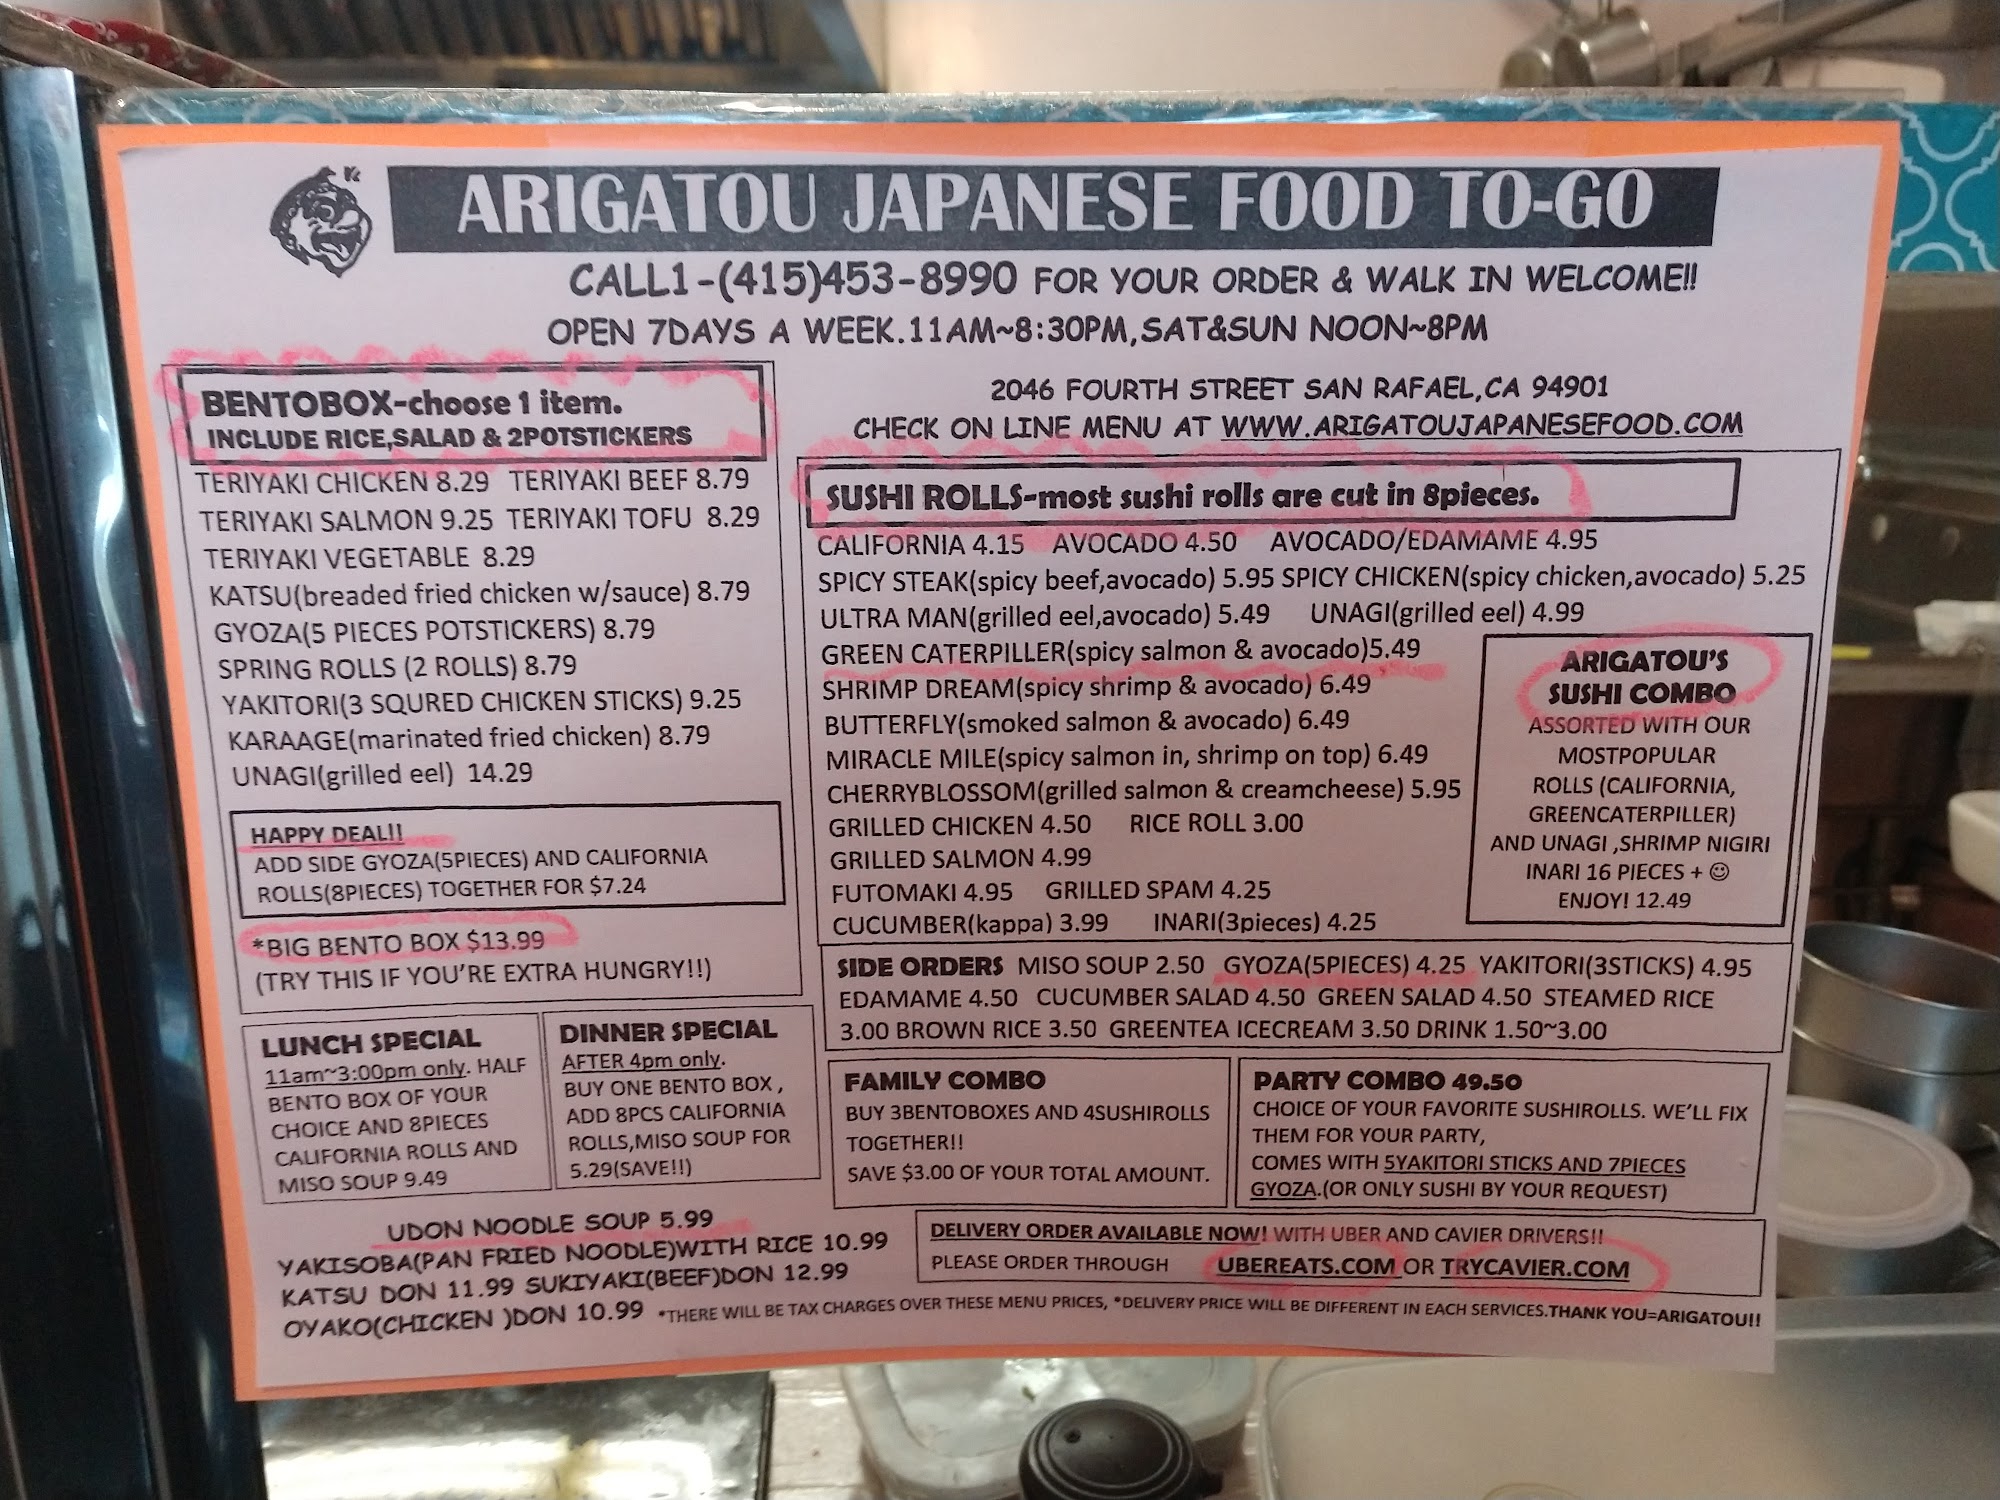 ARIGATOU JAPANESE FOOD TO-GO
CALL1-(415)453-8990 FOR YOUR ORDER & WALK IN WELCOME!!
OPEN 7DAYS A WEEK.11AM~8:30PM,SAT&SUN NOON~8PM
2046 FOURTH STREET SAN RAFAEL,CA 94901
CHECK ON LINE MENU AT WWW.ARIGATOUJAPANESEFOOD.COM
BENTOBOX-choose 1 item.
INCLUDE RICE,SALAD & 2POTSTICKERS
TERIYAKI CHICKEN 8.29 TERIYAKI BEEF 8.79
TERIYAKI SALMON 9.25 TERIYAKI TOFU 8.29
TERIYAKI VEGETABLE 8.29
KATSU(breaded fried chicken w/sauce) 8.79
GYOZA(5 PIECES POTSTICKERS) 8.79
SPRING ROLLS (2 ROLLS) 8.79
YAKITORI(3 SQURED CHICKEN STICKS) 9.25
KARAAGE(marinated fried chicken) 8.79
UNAGI(grilled eel) 14.29
HAPPY DEAL!!
ADD SIDE GYOZA(5PIECES) AND CALIFORNIA
ROLLS(8PIECES) TOGETHER FOR $7.24
*BIG BENTO BOX $13.99
(TRY THIS IF YOU'RE EXTRA HUNGRY!!)
LUNCH SPECIAL
11am~3:00pm only. HALF
BENTO BOX OF YOUR
CHOICE AND 8PIECES
CALIFORNIA ROLLS AND
MISO SOUP 9.49
DINNER SPECIAL
AFTER 4pm only.
BUY ONE BENTO BOX ,
ADD 8PCS CALIFORNIA
ROLLS,MISO SOUP FOR
5.29(SAVE!!)
UDON NOODLE SOUP 5.99
YAKISOBA(PAN FRIED NOODLE)WITH RICE 10.99
KATSU DON 11.99 SUKIYAKI(BEEF)DON 12.99
OYAKO(CHICKEN )DON 10.99
SUSHI ROLLS-most sushi rolls are cut in 8pieces.
CALIFORNIA 4.15 AVOCADO 4.50 AVOCADO/EDAMAME 4.95
SPICY STEAK(spicy beef,avocado) 5.95 SPICY CHICKEN(spicy chicken,avocado) 5.25
ULTRA MAN(grilled eel,avocado) 5.49 UNAGI(grilled eel) 4.99
GREEN CATERPILLER(spicy salmon & avocado)5.49
SHRIMP DREAM(spicy shrimp & avocado) 6.49
BUTTERFLY(smoked salmon & avocado) 6.49
MIRACLE MILE(spicy salmon in, shrimp on top) 6.49
CHERRYBLOSSOM(grilled salmon & creamcheese) 5.95
GRILLED CHICKEN 4.50 RICE ROLL 3.00
GRILLED SALMON 4.99
FUTOMAKI 4.95 GRILLED SPAM 4.25
CUCUMBER(kappa) 3.99 INARI(3pieces) 4.25
ARIGATOU'S
SUSHI COMBO
ASSORTED WITH OUR
MOSTPOPULAR
ROLLS (CALIFORNIA,
GREENCATERPILLER)
AND UNAGI ,SHRIMP NIGIRI
INARI 16 PIECES + ☺
ENJOY! 12.49
SIDE ORDERS MISO SOUP 2.50 GYOZA(5PIECES) 4.25 YAKITORI(3STICKS) 4.95
EDAMAME 4.50 CUCUMBER SALAD 4.50 GREEN SALAD 4.50 STEAMED RICE
3.00 BROWN RICE 3.50 GREENTEA ICECREAM 3.50 DRINK 1.50~3.00
FAMILY COMBO
BUY 3BENTOBOXES AND 4SUSHIROLLS
TOGETHER!!
SAVE $3.00 OF YOUR TOTAL AMOUNT.
PARTY COMBO 49.50
CHOICE OF YOUR FAVORITE SUSHIROLLS. WE'LL FIX
THEM FOR YOUR PARTY,
COMES WITH 5YAKITORI STICKS AND 7PIECES
GYOZA.(OR ONLY SUSHI BY YOUR REQUEST)
DELIVERY ORDER AVAILABLE NOW! WITH UBER AND CAVIER DRIVERS!!
PLEASE ORDER THROUGH UBEREATS.COM OR TRYCAVIER.COM
*THERE WILL BE TAX CHARGES OVER THESE MENU PRICES, *DELIVERY PRICE WILL BE DIFFERENT IN EACH SERVICES.THANK YOU=ARIGATOU!!